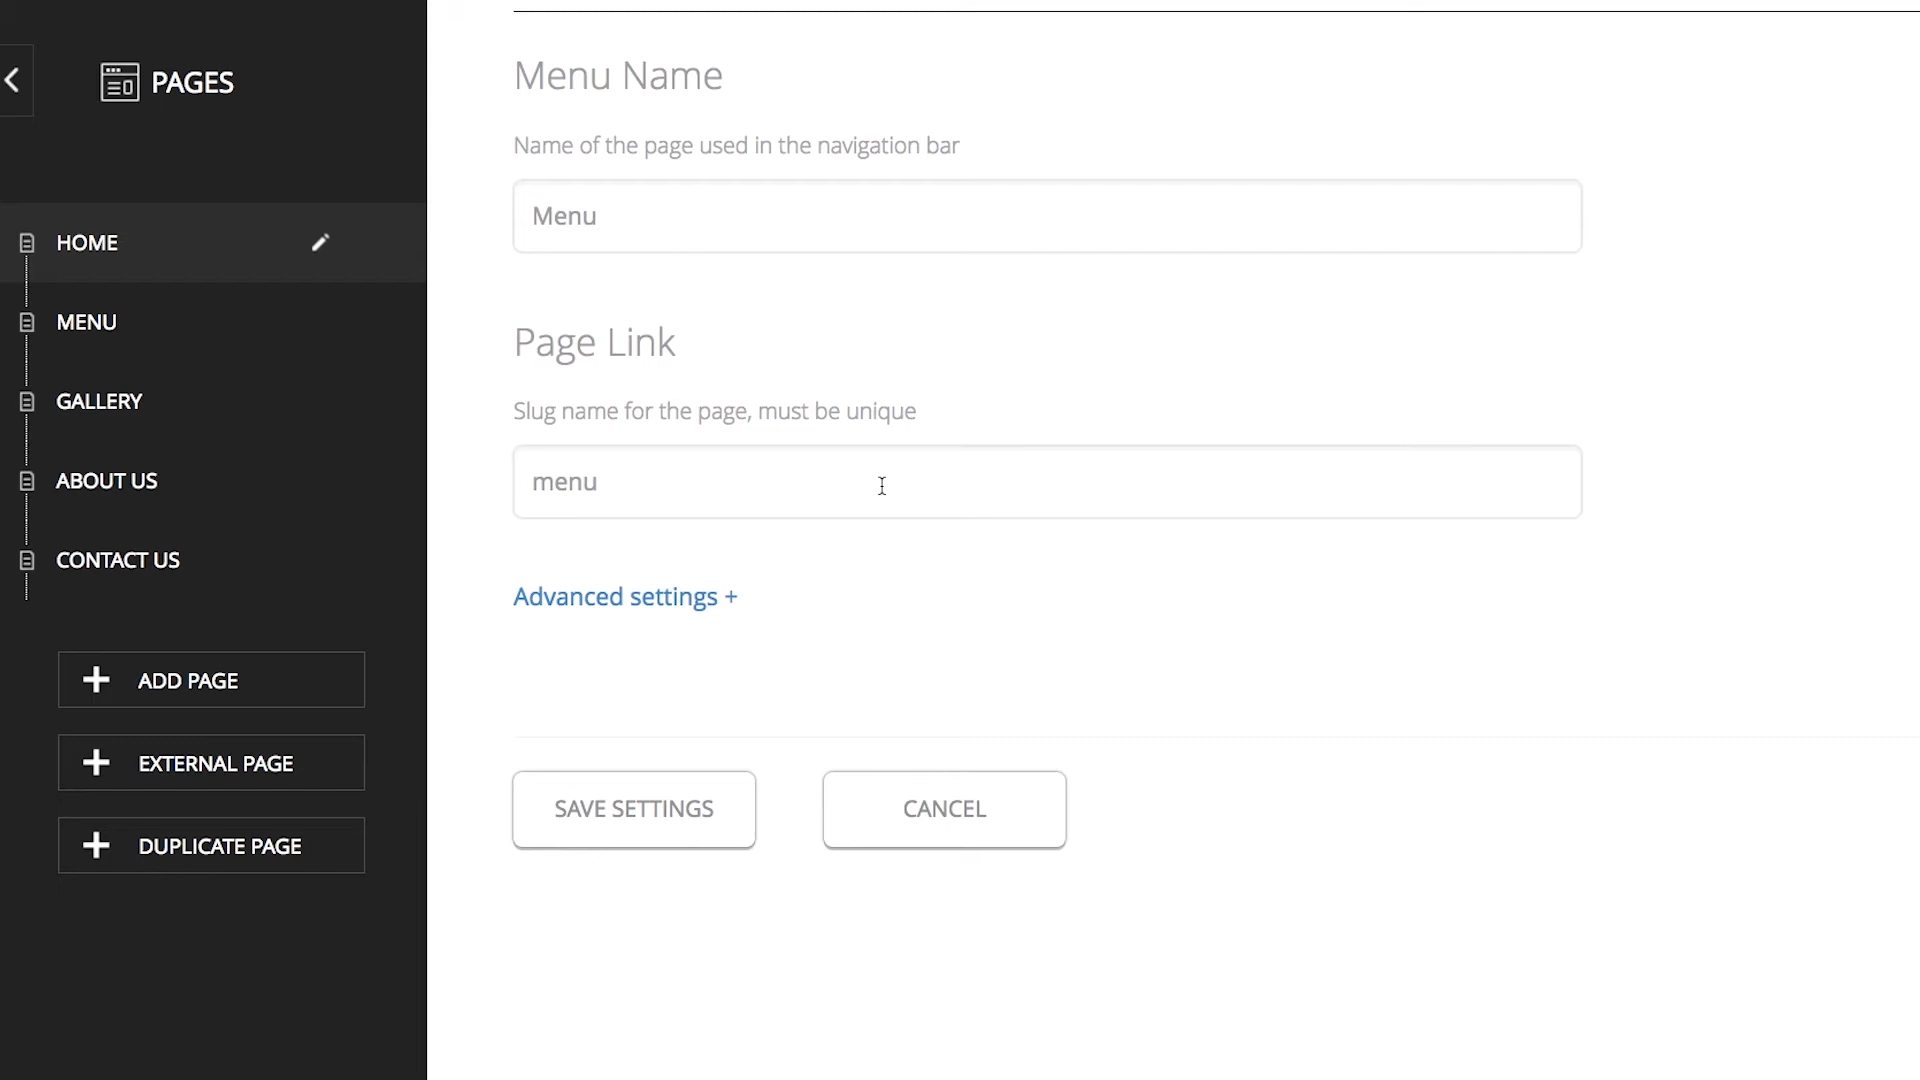 PAGES
HOME
MENU
GALLERY
ABOUT US
CONTACT US
ADD PAGE
EXTERNAL PAGE
DUPLICATE PAGE
Menu Name
Name of the page used in the navigation bar
Menu
Page Link
Slug name for the page, must be unique
menu
Advanced settings +
SAVE SETTINGS
CANCEL